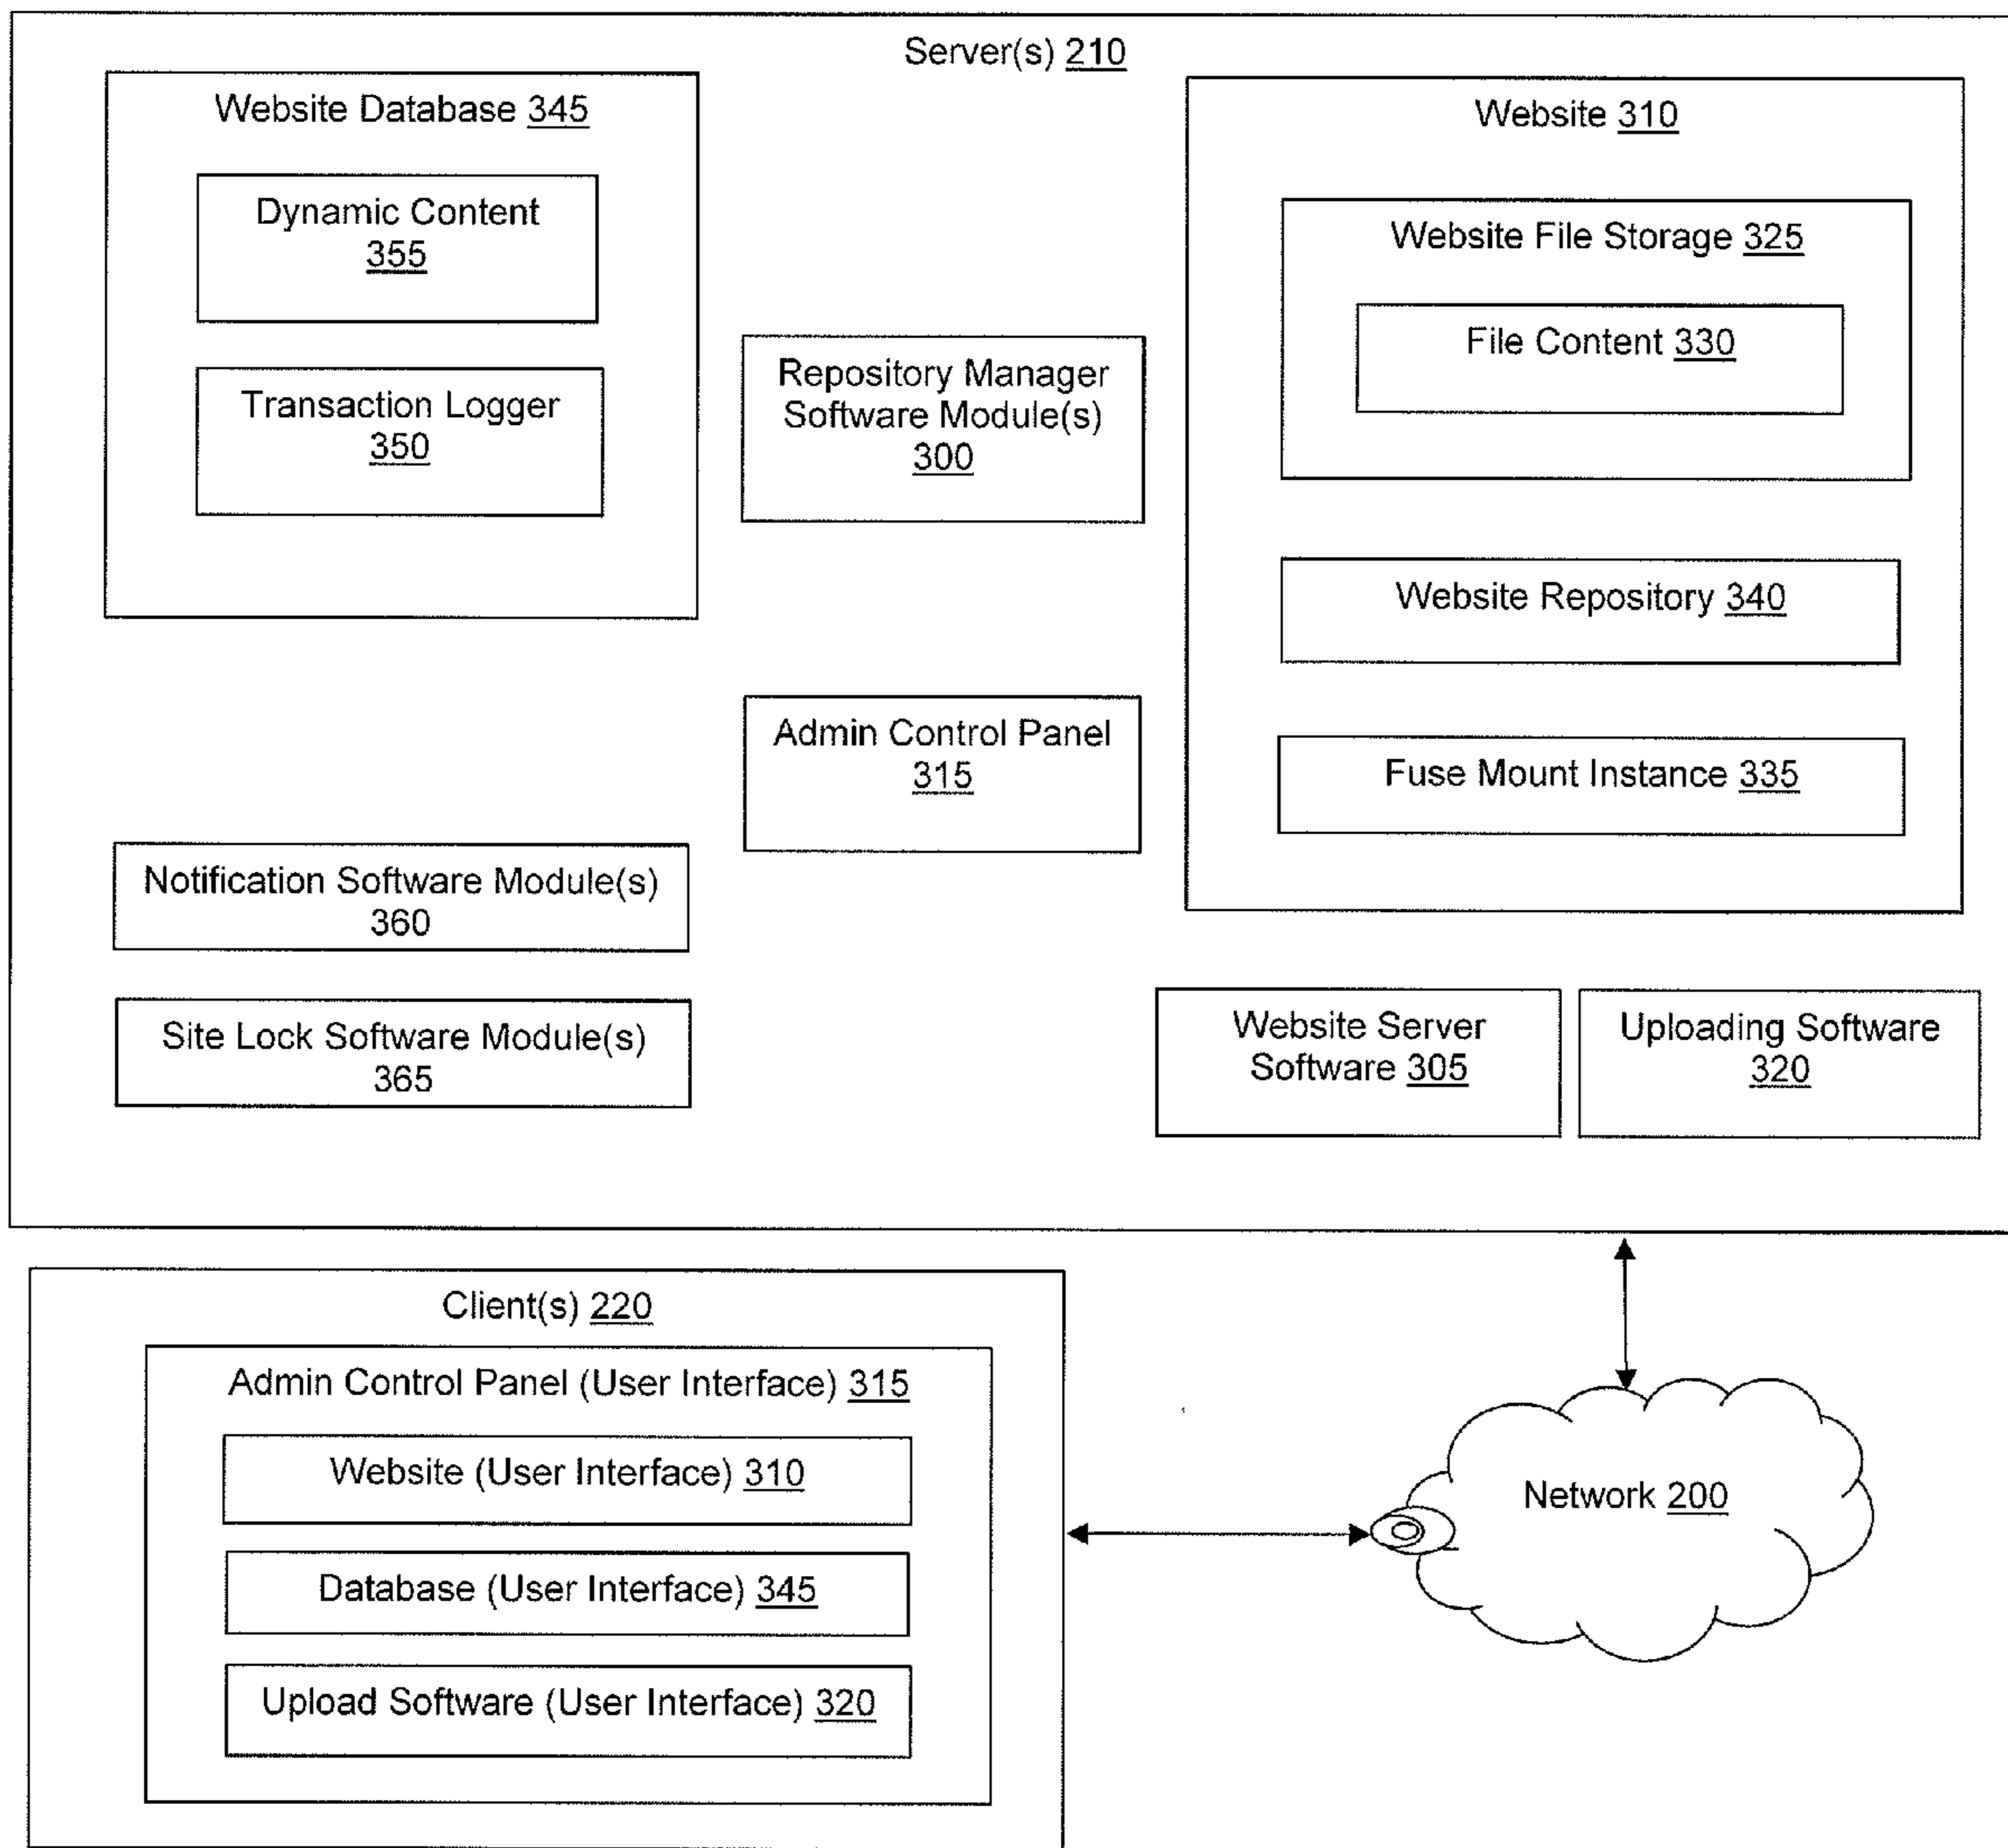 Server(s) 210
Website Database 345
Dynamic Content
355
Transaction Logger
350
Repository Manager
Software Module(s)
300
Admin Control Panel
315
Notification Software Module(s)
360
Site Lock Software Module(s)
365
Website 310
Website File Storage 325
File Content 330
Website Repository 340
Fuse Mount Instance 335
Website Server
Software 305
Uploading Software
320
Client(s) 220
Admin Control Panel (User Interface) 315
Website (User Interface) 310
Database (User Interface) 345
Upload Software (User Interface) 320
Network 200